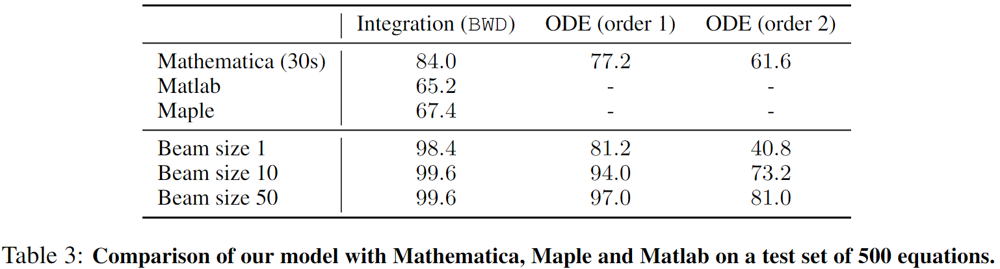 Integration (BWD) ODE (order 1) ODE (order 2)
Mathematica (30s) 84.0 77.2 61.6
Matlab 65.2 - -
Maple 67.4 - -
Beam size 1 98.4 81.2 40.8
Beam size 10 99.6 94.0 73.2
Beam size 50 99.6 97.0 81.0
Table 3: Comparison of our model with Mathematica, Maple and Matlab on a test set of 500 equations.